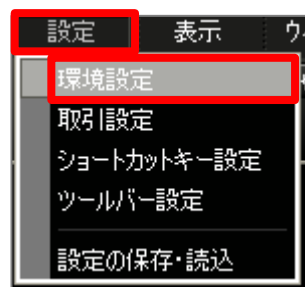 設定 表示 ウ
環境設定
取引設定
ショートカットキー設定
ツールバー設定
設定の保存・読込